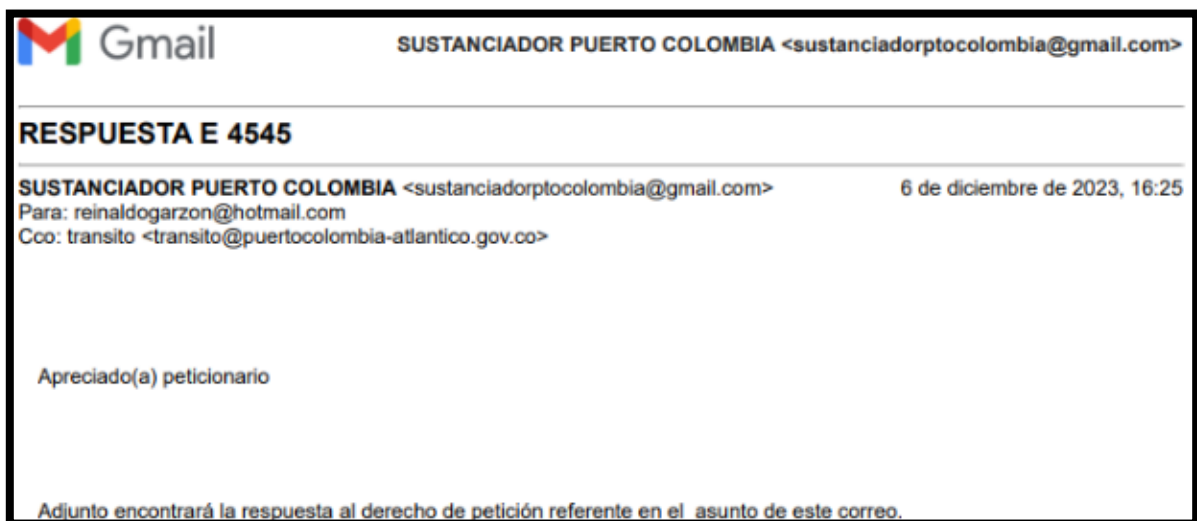 Gmail
SUSTANCIADOR PUERTO COLOMBIA <sustanciadorptocolombia@gmail.com>
RESPUESTA E 4545
SUSTANCIADOR PUERTO COLOMBIA <sustanciadorptocolombia@gmail.com>
6 de diciembre de 2023, 16:25
Para: reinaldogarzon@hotmail.com
Cco: transito <transito@puertocolombia-atlantico.gov.co>
Apreciado(a) peticionario
Adjunto encontrará la respuesta al derecho de petición referente en el asunto de este correo.